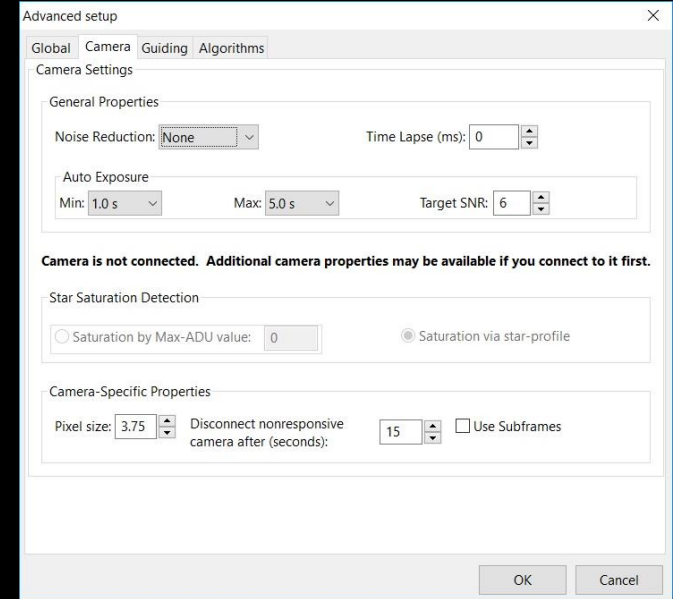 Advanced setup
Global Camera Guiding Algorithms
Camera Settings
General Properties
Noise Reduction: None Time Lapse (ms): 0
Auto Exposure
Min: 1.0 s Max: 5.0 s Target SNR: 6
Camera is not connected. Additional camera properties may be available if you connect to it first.
Star Saturation Detection
Saturation by Max-ADU value: 0 Saturation via star-profile
Camera-Specific Properties
Pixel size: 3.75 Disconnect nonresponsive camera after (seconds): 15 Use Subframes
OK Cancel